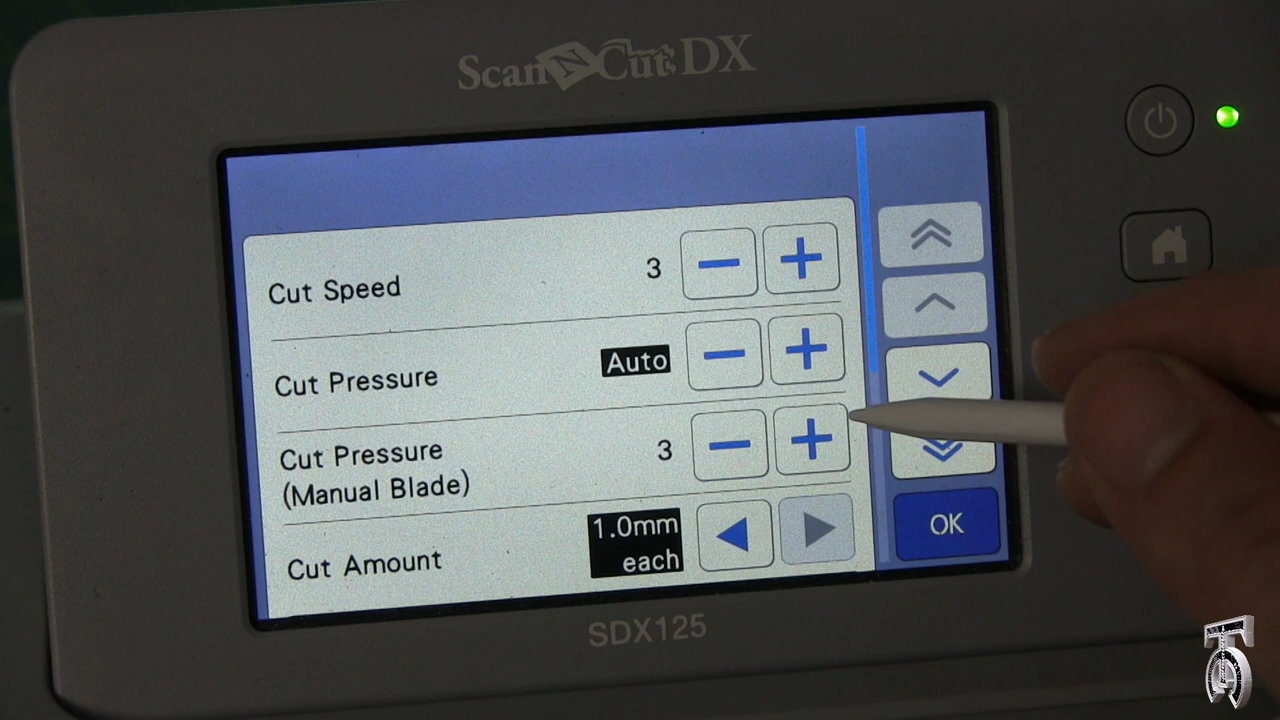 ScanNCut DX
Cut Speed 3
Cut Pressure Auto
Cut Pressure
(Manual Blade) 3
Cut Amount 1.0mm
each
OK
SDX125